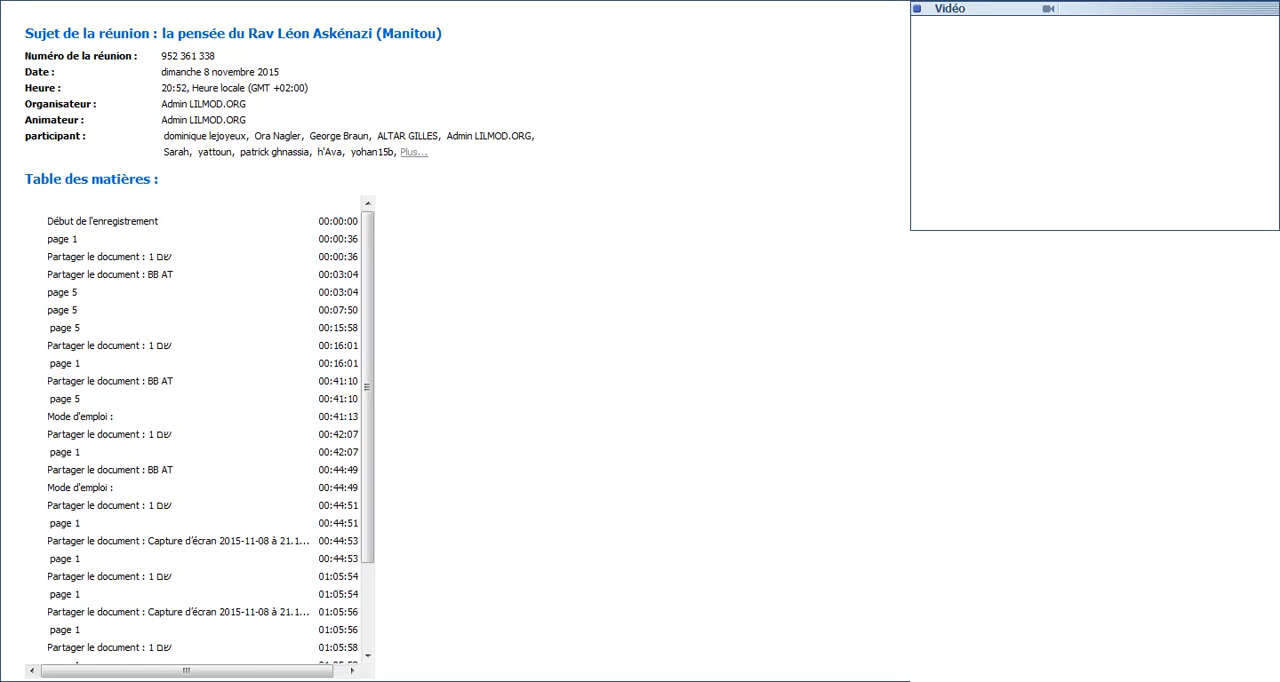 Vidéo
Sujet de la réunion : la pensée du Rav Léon Askénazi (Manitou)
Numéro de la réunion : 952 361 338
Date : dimanche 8 novembre 2015
Heure : 20:52, Heure locale (GMT +02:00)
Organisateur : Admin LILMOD.ORG
Animateur : Admin LILMOD.ORG
participant : dominique lejoyeux, Ora Nagler, George Braun, ALTAR GILLES, Admin LILMOD.ORG,
Sarah, yattoun, patrick ghnassia, h'Ava, yohan15b, Plus...
Table des matières :
Début de l'enregistrement 00:00:00
page 1 00:00:36
Partager le document : שם 1 00:00:36
Partager le document : BB AT 00:03:04
page 5 00:03:04
page 5 00:07:50
page 5 00:15:58
Partager le document : שם 1 00:16:01
page 1 00:16:01
Partager le document : BB AT 00:41:10
page 5 00:41:10
Mode d'emploi : 00:41:13
Partager le document : שם 1 00:42:07
page 1 00:42:07
Partager le document : BB AT 00:44:49
Mode d'emploi : 00:44:49
Partager le document : שם 1 00:44:51
page 1 00:44:51
Partager le document : Capture d'écran 2015-11-08 à 21.1... 00:44:53
page 1 00:44:53
Partager le document : שם 1 01:05:54
page 1 01:05:54
Partager le document : Capture d'écran 2015-11-08 à 21.1... 01:05:56
page 1 01:05:56
Partager le document : שם 1 01:05:58